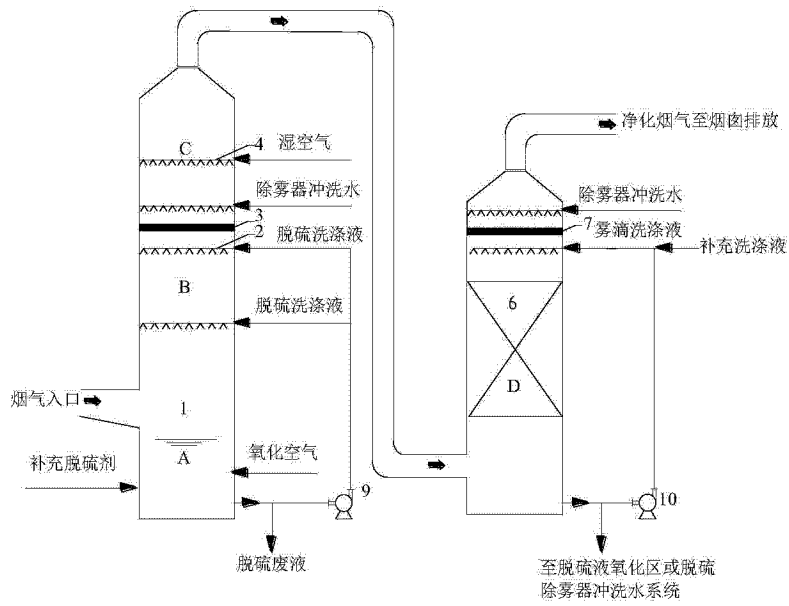 净化烟气至烟囱排放
C
4
湿空气
除雾器冲洗水
3
2
脱硫洗涤液
B
脱硫洗涤液
烟气入口
1
A
氧化空气
补充脱硫剂
9
脱硫废液
除雾器冲洗水
7
雾滴洗涤液
补充洗涤液
6
D
10
至脱硫液氧化区或脱硫
除雾器冲洗水系统